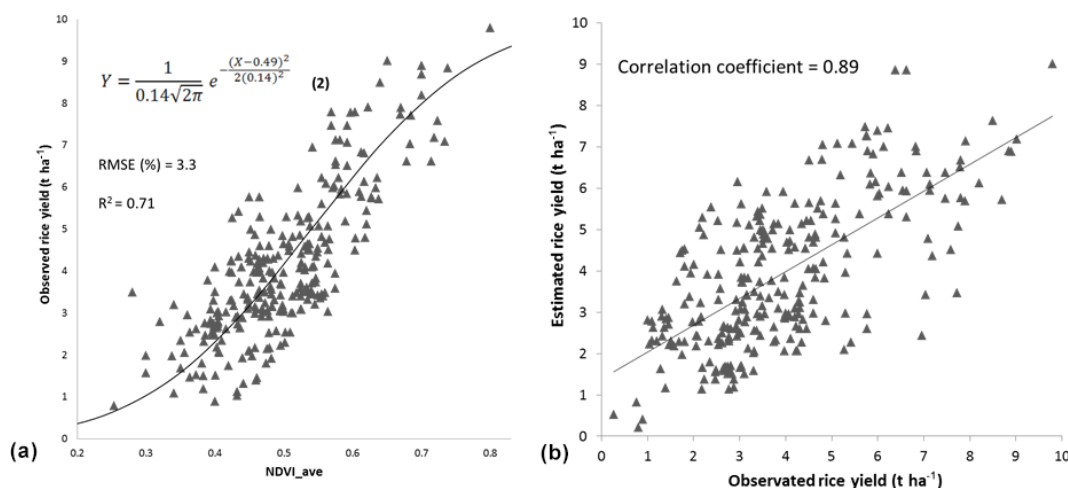 10
9
8
7
6
5
4
3
2
1
0
Observed rice yield (t ha⁻¹)
Y = 1/(0.14√2π) e^(-(X−0.49)²/(2(0.14)²))
(2)
RMSE (%) = 3.3
R² = 0.71
0.2 0.3 0.4 0.5 0.6 0.7 0.8
NDVI_ave
(a)
10
9
8
7
6
5
4
3
2
1
0
Estimated rice yield (t ha⁻¹)
Correlation coefficient = 0.89
0 1 2 3 4 5 6 7 8 9 10
Observated rice yield (t ha⁻¹)
(b)